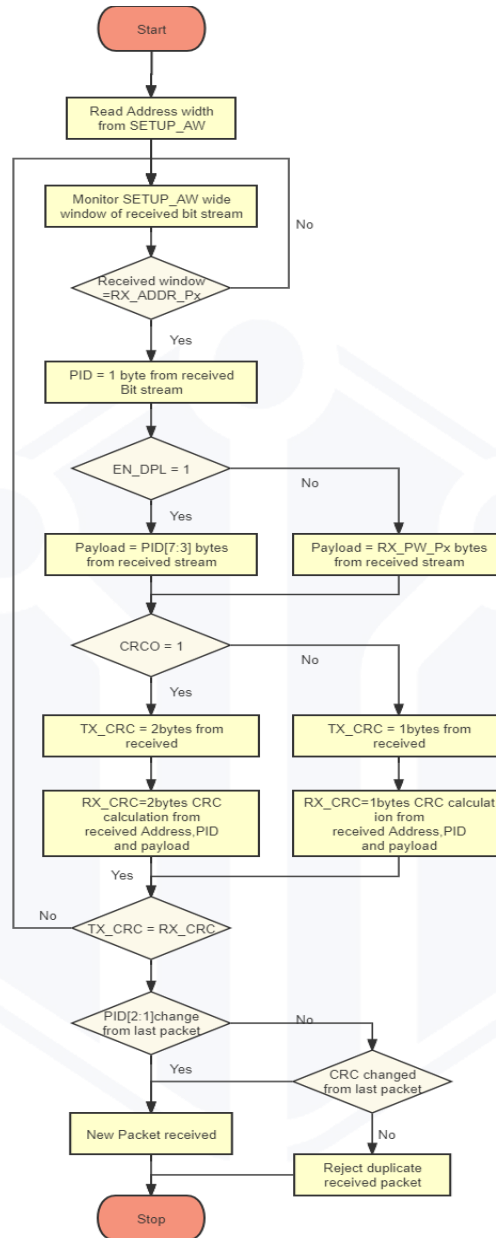 Start
Read Address width
from SETUP_AW
Monitor SETUP_AW wide
window of received bit stream
No
Received window
=RX_ADDR_Px
Yes
PID = 1 byte from received
Bit stream
EN_DPL = 1
No
Yes
Payload = PID[7:3] bytes
from received stream
Payload = RX_PW_Px bytes
from received stream
CRCO = 1
No
Yes
TX_CRC = 2bytes from
received
TX_CRC = 1bytes from
received
RX_CRC=2bytes CRC
calculation from
received Address,PID
and payload
RX_CRC=1bytes CRC calculat
ion from
received Address,PID
and payload
Yes
No
TX_CRC = RX_CRC
PID[2:1]change
from last packet
No
CRC changed
from last packet
Yes
New Packet received
No
Reject duplicate
received packet
Stop